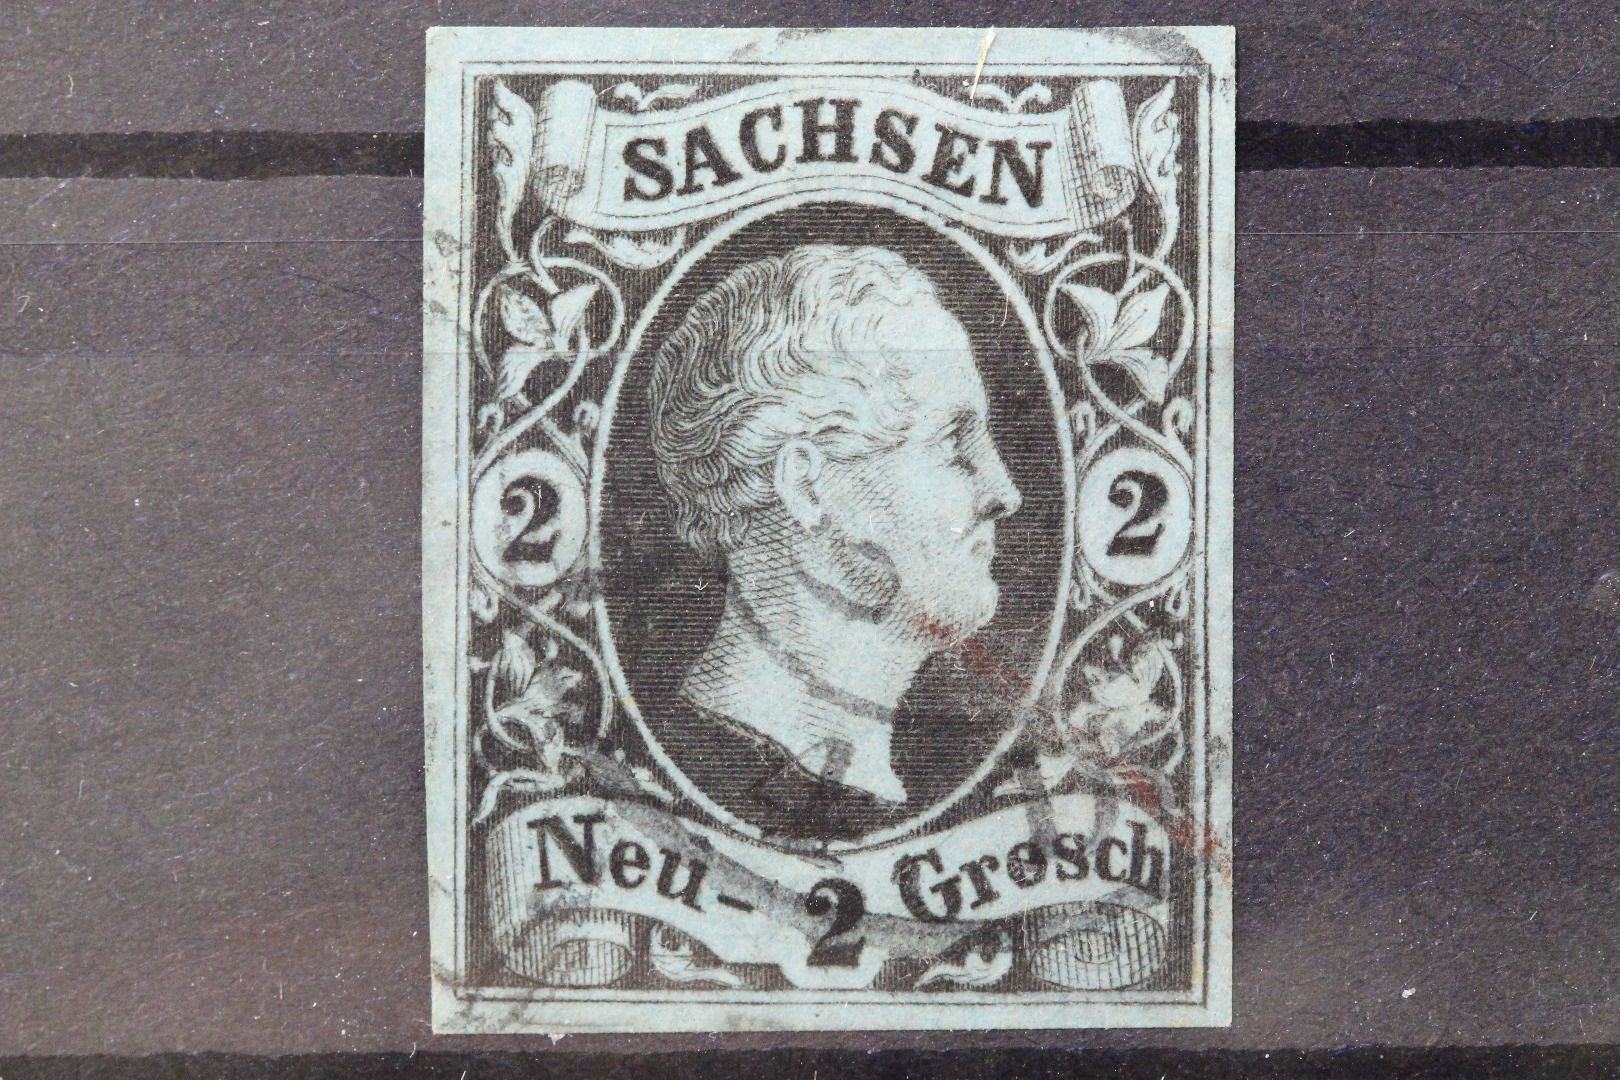 SACHSEN
2 2
Neu- 2 Grosch